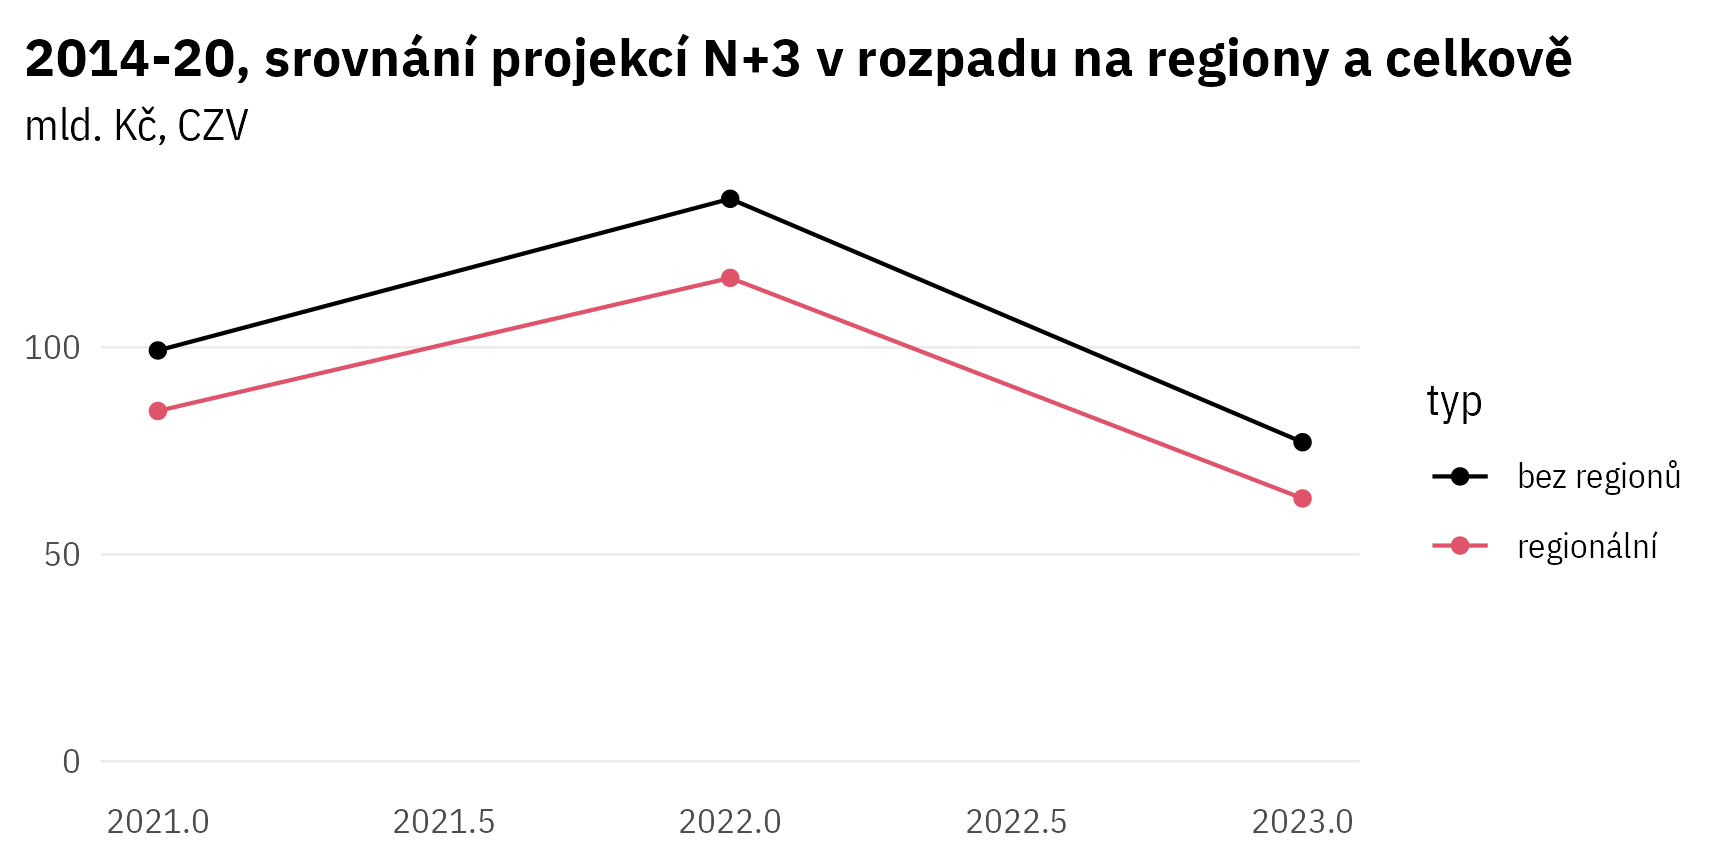 2014-20, srovnání projekcí N+3 v rozpadu na regiony a celkově
mld. Kč, CZV
100
50
0
2021.0 2021.5 2022.0 2022.5 2023.0
typ
bez regionů
regionální